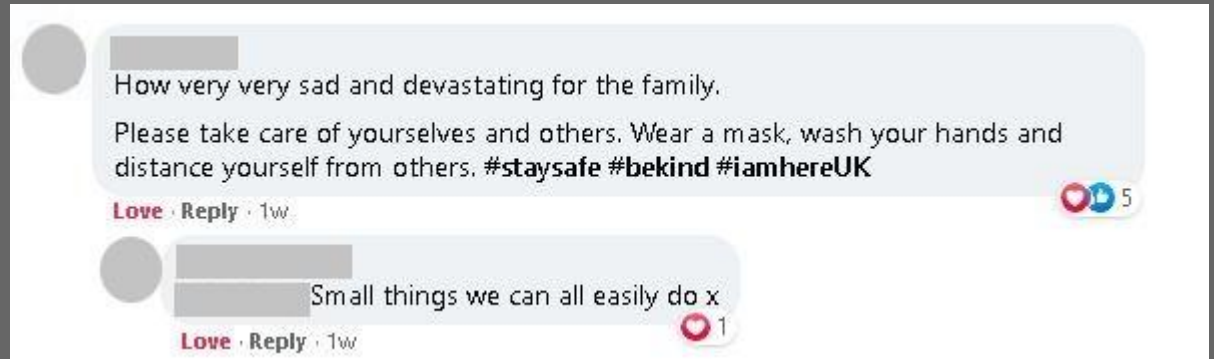 How very very sad and devastating for the family.
Please take care of yourselves and others. Wear a mask, wash your hands and
distance yourself from others. #staysafe #bekind #iamhereUK
Love · Reply · 1w
5
Small things we can all easily do x
1
Love · Reply · 1w